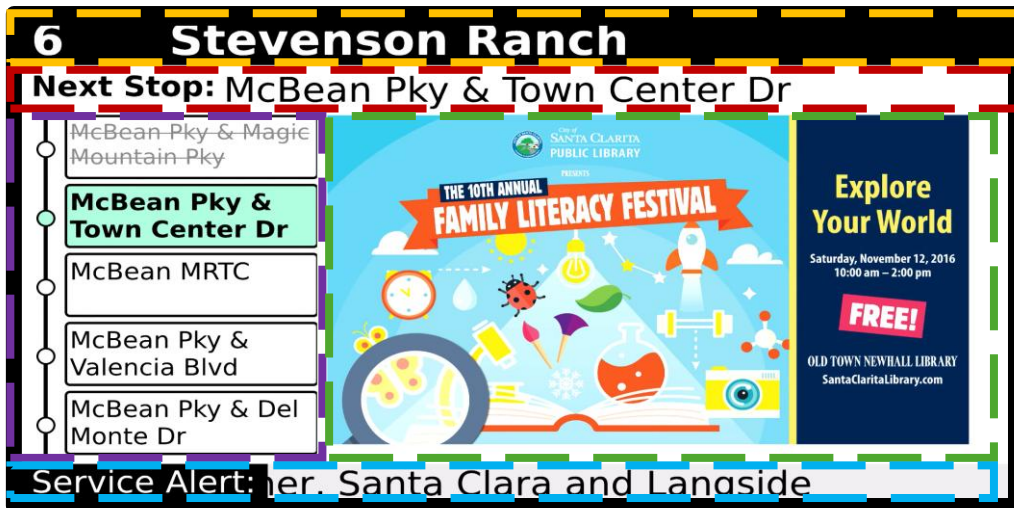 6 Stevenson Ranch
Next Stop: McBean Pky & Town Center Dr
McBean Pky & Magic
Mountain Pky
McBean Pky &
Town Center Dr
McBean MRTC
McBean Pky &
Valencia Blvd
McBean Pky & Del
Monte Dr
City of
SANTA CLARITA
PUBLIC LIBRARY
PRESENTS
THE 10TH ANNUAL
FAMILY LITERACY FESTIVAL
Explore
Your World
Saturday, November 12, 2016
10:00 am – 2:00 pm
FREE!
OLD TOWN NEWHALL LIBRARY
SantaClaritaLibrary.com
Service Alert: her, Santa Clara and Langside